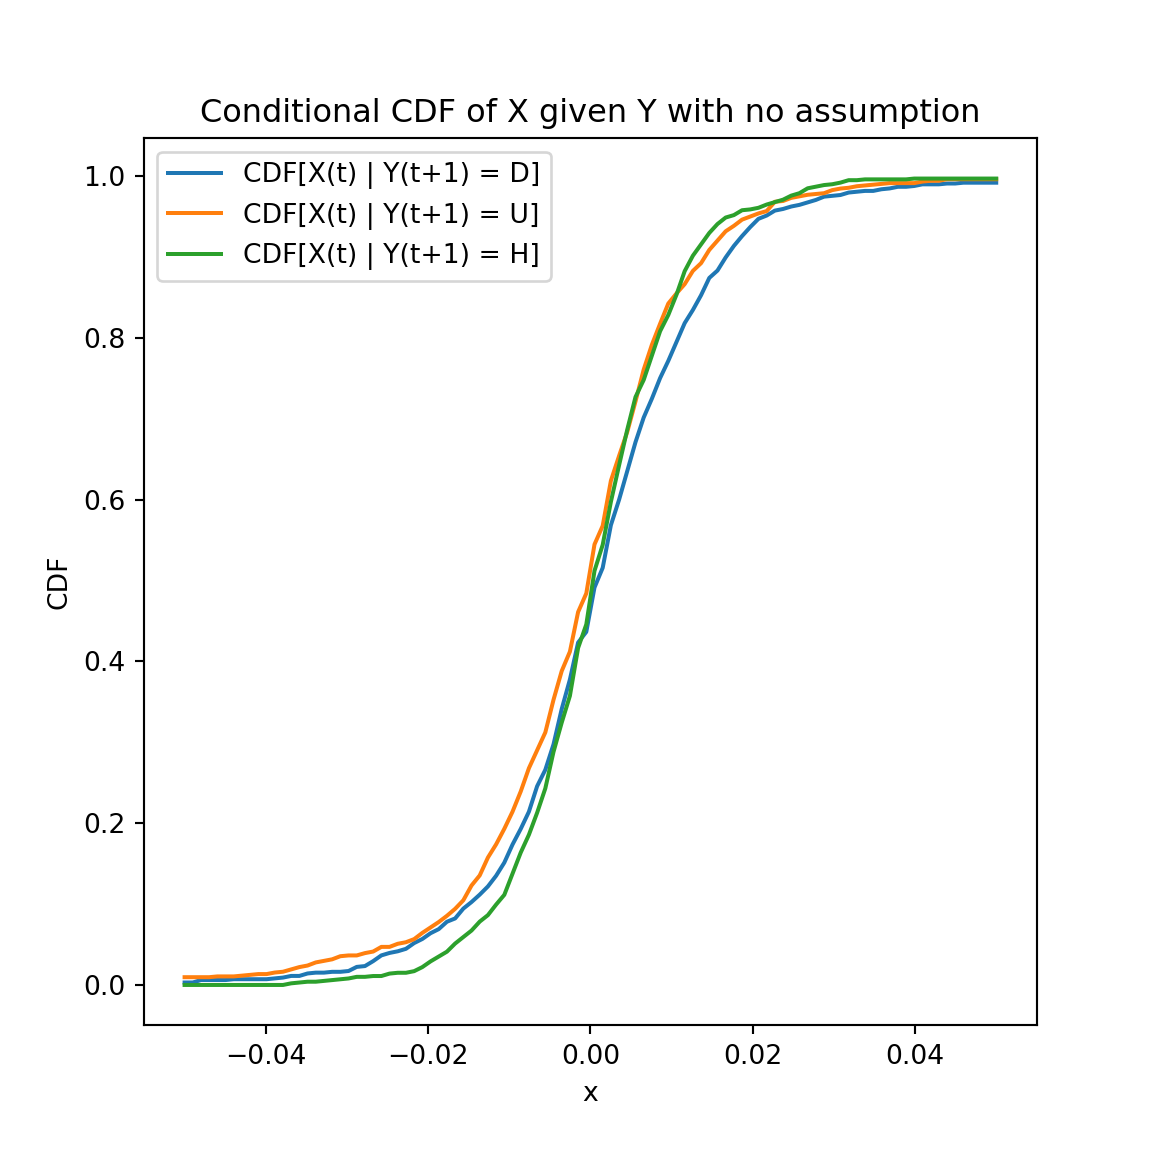 Conditional CDF of X given Y with no assumption
CDF[X(t) | Y(t+1) = D]
CDF[X(t) | Y(t+1) = U]
CDF[X(t) | Y(t+1) = H]
1.0
0.8
0.6
0.4
0.2
0.0
CDF
−0.04 −0.02 0.00 0.02 0.04
x